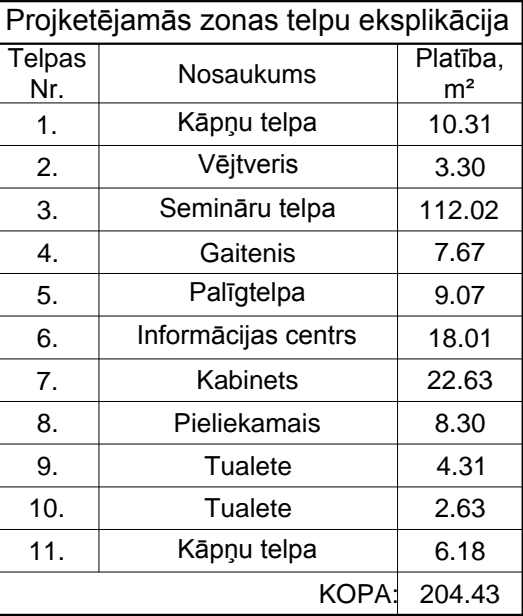 Projketējamās zonas telpu eksplikācija
Telpas Nr. Nosaukums Platība, m²
1. Kāpņu telpa 10.31
2. Vējtveris 3.30
3. Semināru telpa 112.02
4. Gaitenis 7.67
5. Palīgtelpa 9.07
6. Informācijas centrs 18.01
7. Kabinets 22.63
8. Pieliekamais 8.30
9. Tualete 4.31
10. Tualete 2.63
11. Kāpņu telpa 6.18
KOPA: 204.43